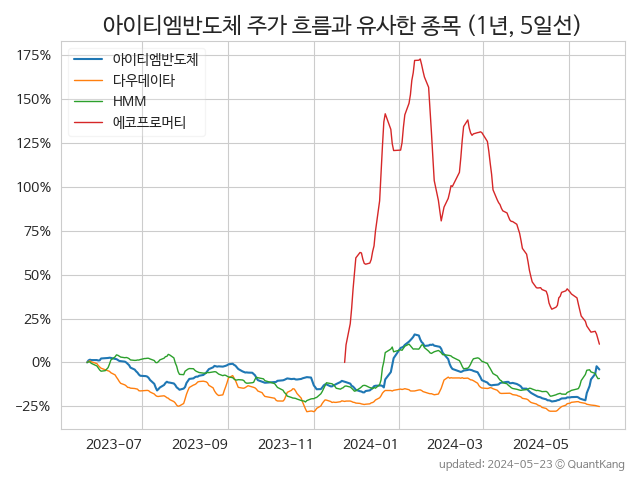 아이티엠반도체 주가 흐름과 유사한 종목 (1년, 5일선)
175%
150%
125%
100%
75%
50%
25%
0%
−25%
아이티엠반도체
다우데이타
HMM
에코프로머티
2023-07 2023-09 2023-11 2024-01 2024-03 2024-05
updated: 2024-05-23 © QuantKang